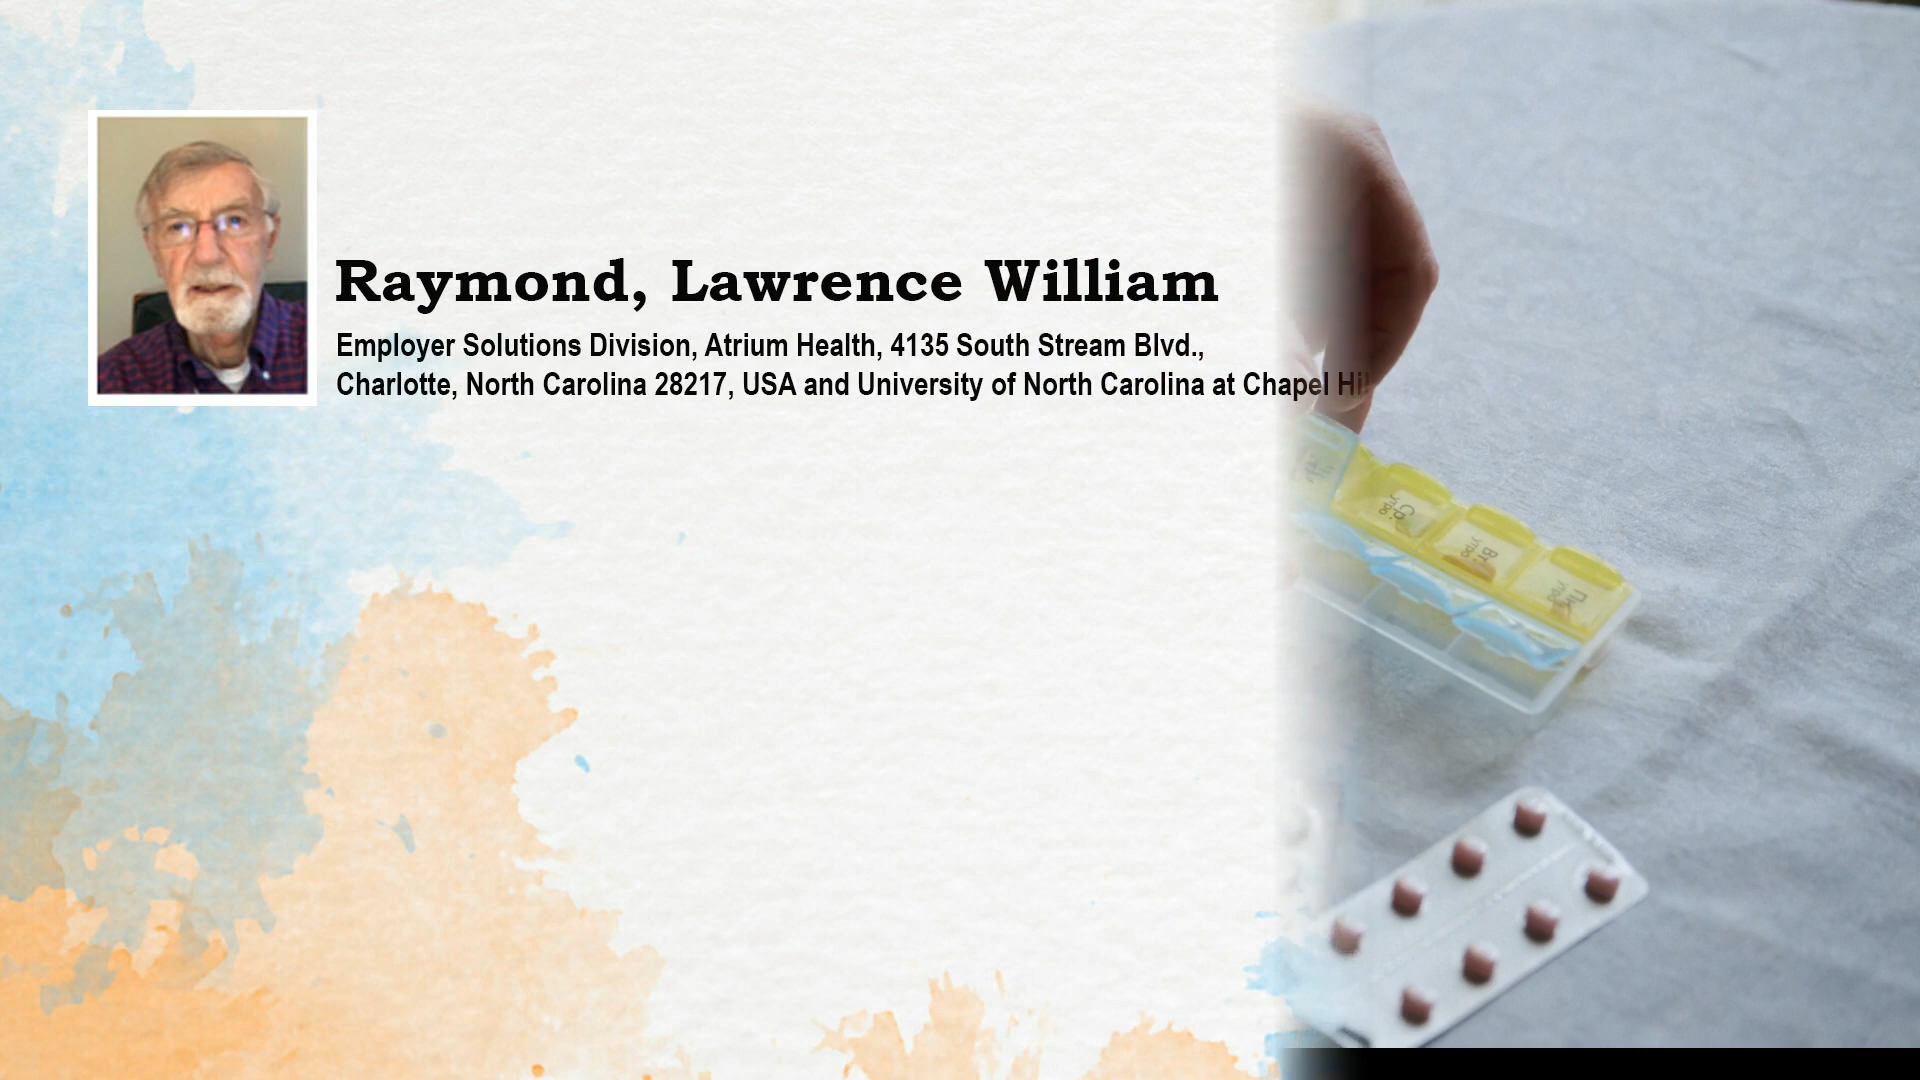 Raymond, Lawrence William
Employer Solutions Division, Atrium Health, 4135 South Stream Blvd.,
Charlotte, North Carolina 28217, USA and University of North Carolina at Chapel Hill